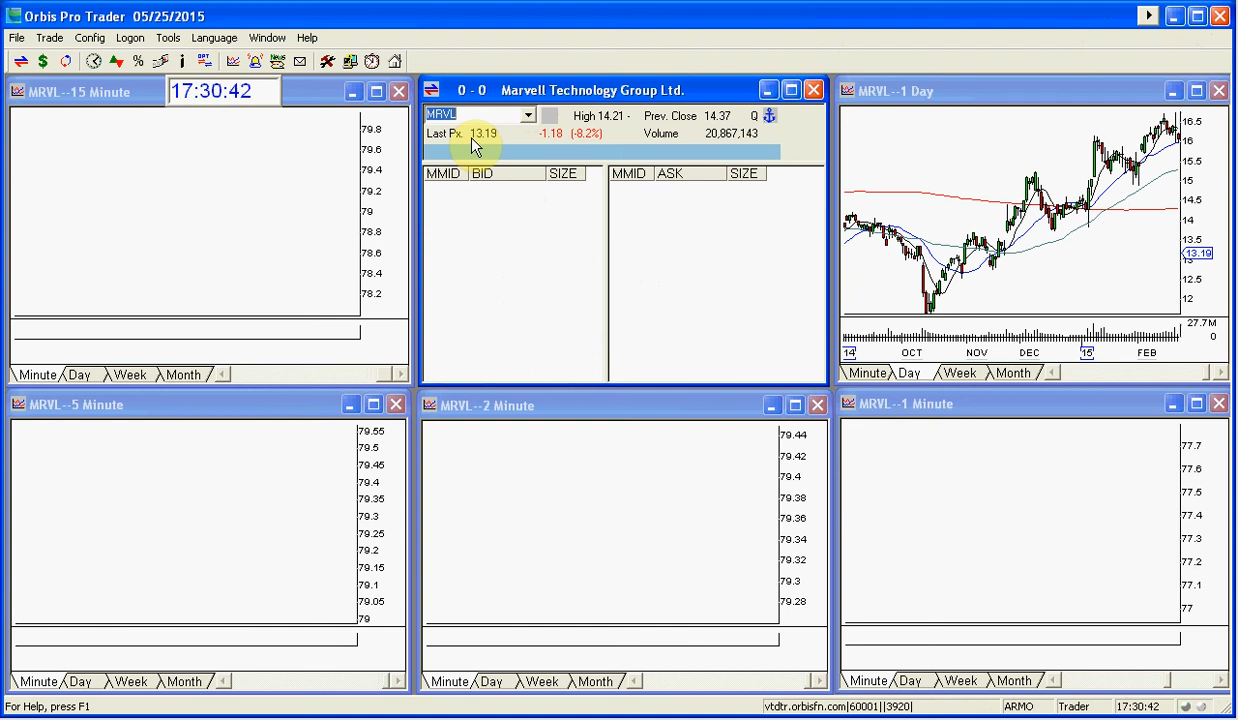 Orbis Pro Trader 05/25/2015
File Trade Config Logon Tools Language Window Help
MRVL--15 Minute
17:30:42
79.8
79.6
79.4
79.2
79
78.8
78.6
78.4
78.2
Minute Day Week Month
0 - 0 Marvell Technology Group Ltd.
MRVL High 14.21 - Prev. Close 14.37 Q
Last Px. 13.19 -1.18 (-8.2%) Volume 20,867,143
MMID BID SIZE MMID ASK SIZE
MRVL--1 Day
16.5
16
15.5
15
14.5
14
13.5
13.19
12.5
12
27.7M
0
14 OCT NOV DEC 15 FEB
Minute Day Week Month
MRVL--5 Minute
79.55
79.5
79.45
79.4
79.35
79.3
79.25
79.2
79.15
79.1
79.05
79
Minute Day Week Month
MRVL--2 Minute
79.44
79.42
79.4
79.38
79.36
79.34
79.32
79.3
79.28
Minute Day Week Month
MRVL--1 Minute
77.7
77.6
77.5
77.4
77.3
77.2
77.1
77
Minute Day Week Month
For Help, press F1 vtdtr.orbisfn.com|60001||3920| ARMO Trader 17:30:42